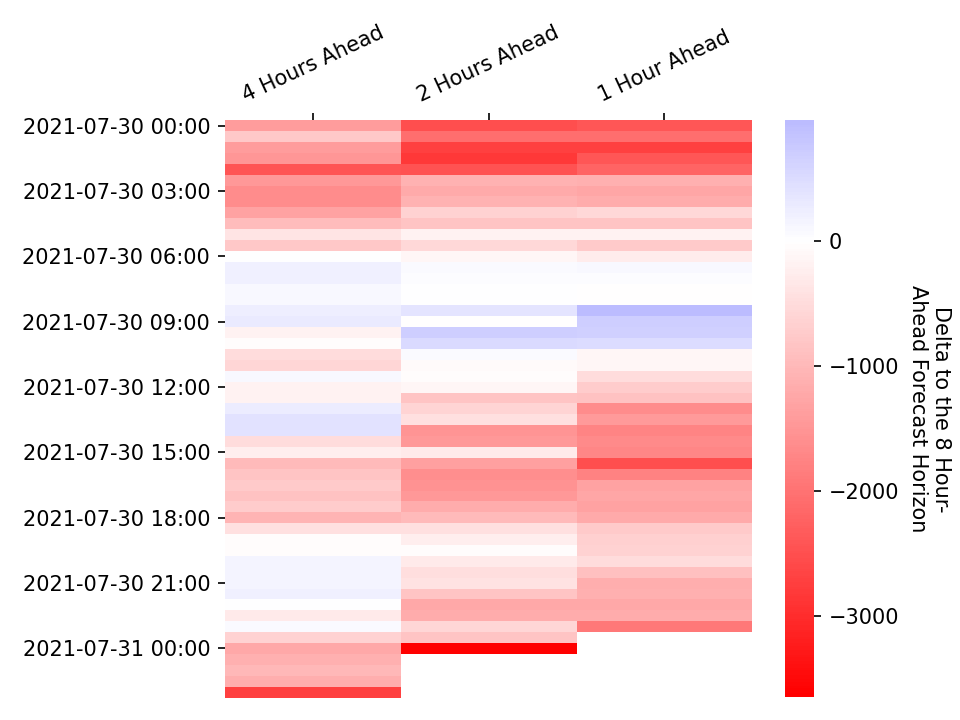 4 Hours Ahead
2 Hours Ahead
1 Hour Ahead
2021-07-30 00:00
2021-07-30 03:00
2021-07-30 06:00
2021-07-30 09:00
2021-07-30 12:00
2021-07-30 15:00
2021-07-30 18:00
2021-07-30 21:00
2021-07-31 00:00
0
−1000
−2000
−3000
Delta to the 8 Hour-
Ahead Forecast Horizon